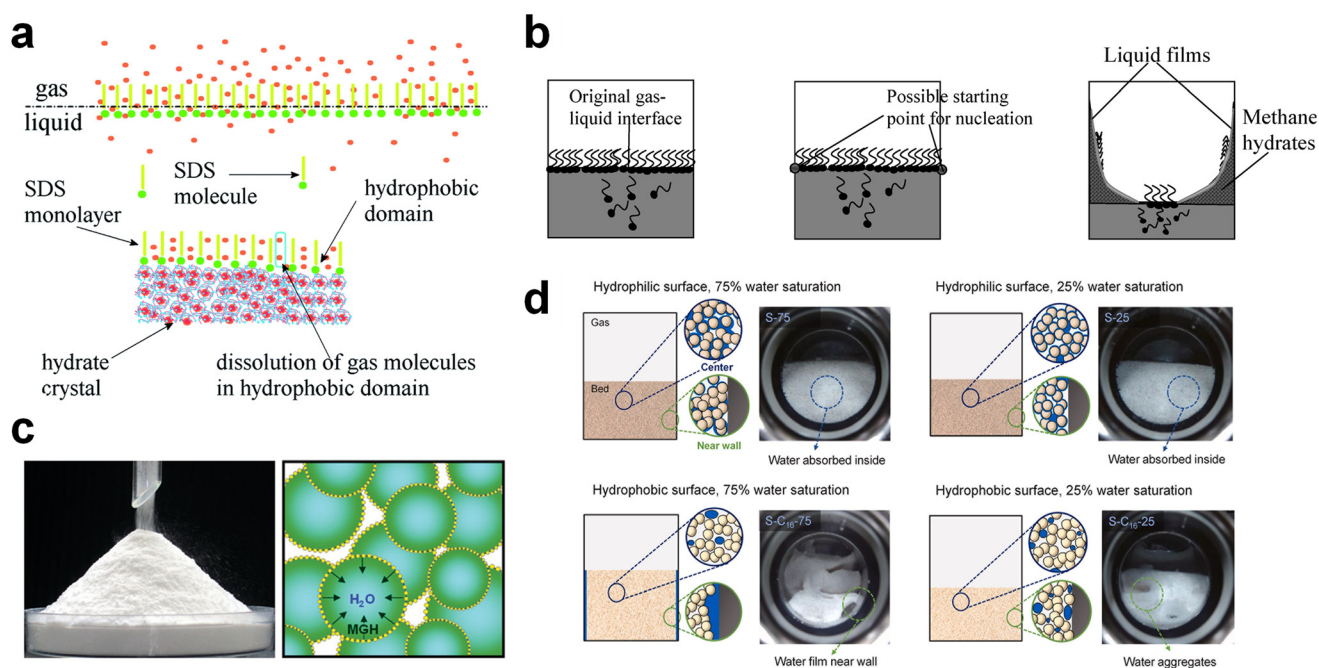 a
gas
liquid
SDS
molecule
SDS
monolayer
hydrophobic
domain
hydrate
crystal
dissolution of gas molecules
in hydrophobic domain
b
Original gas-
liquid interface
Possible starting
point for nucleation
Liquid films
Methane
hydrates
c
H₂O
MGH
d
Hydrophilic surface, 75% water saturation
Gas
Bed
Center
Near wall
S-75
Water absorbed inside
Hydrophilic surface, 25% water saturation
S-25
Water absorbed inside
Hydrophobic surface, 75% water saturation
S-C₁₆-75
Water film near wall
Hydrophobic surface, 25% water saturation
S-C₁₆-25
Water aggregates